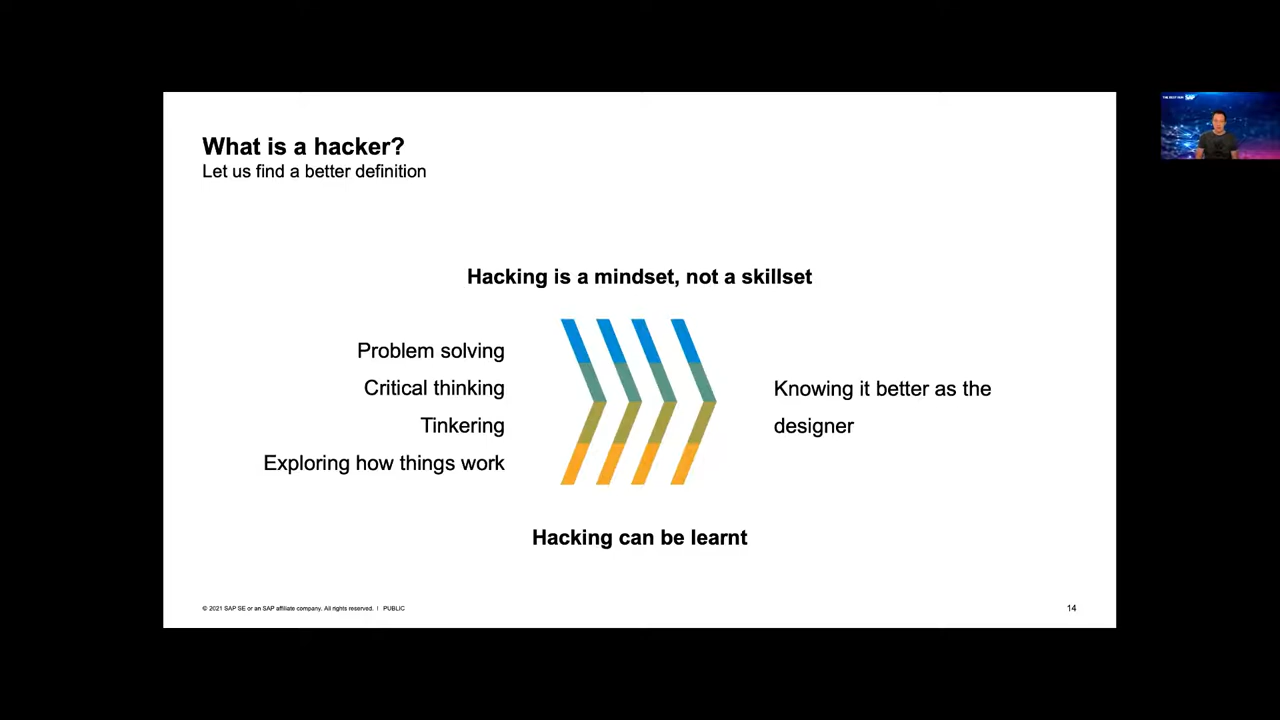 What is a hacker?
Let us find a better definition
Hacking is a mindset, not a skillset
Problem solving
Critical thinking
Tinkering
Exploring how things work
Knowing it better as the
designer
Hacking can be learnt
© 2021 SAP SE or an SAP affiliate company. All rights reserved. | PUBLIC
14
SAP